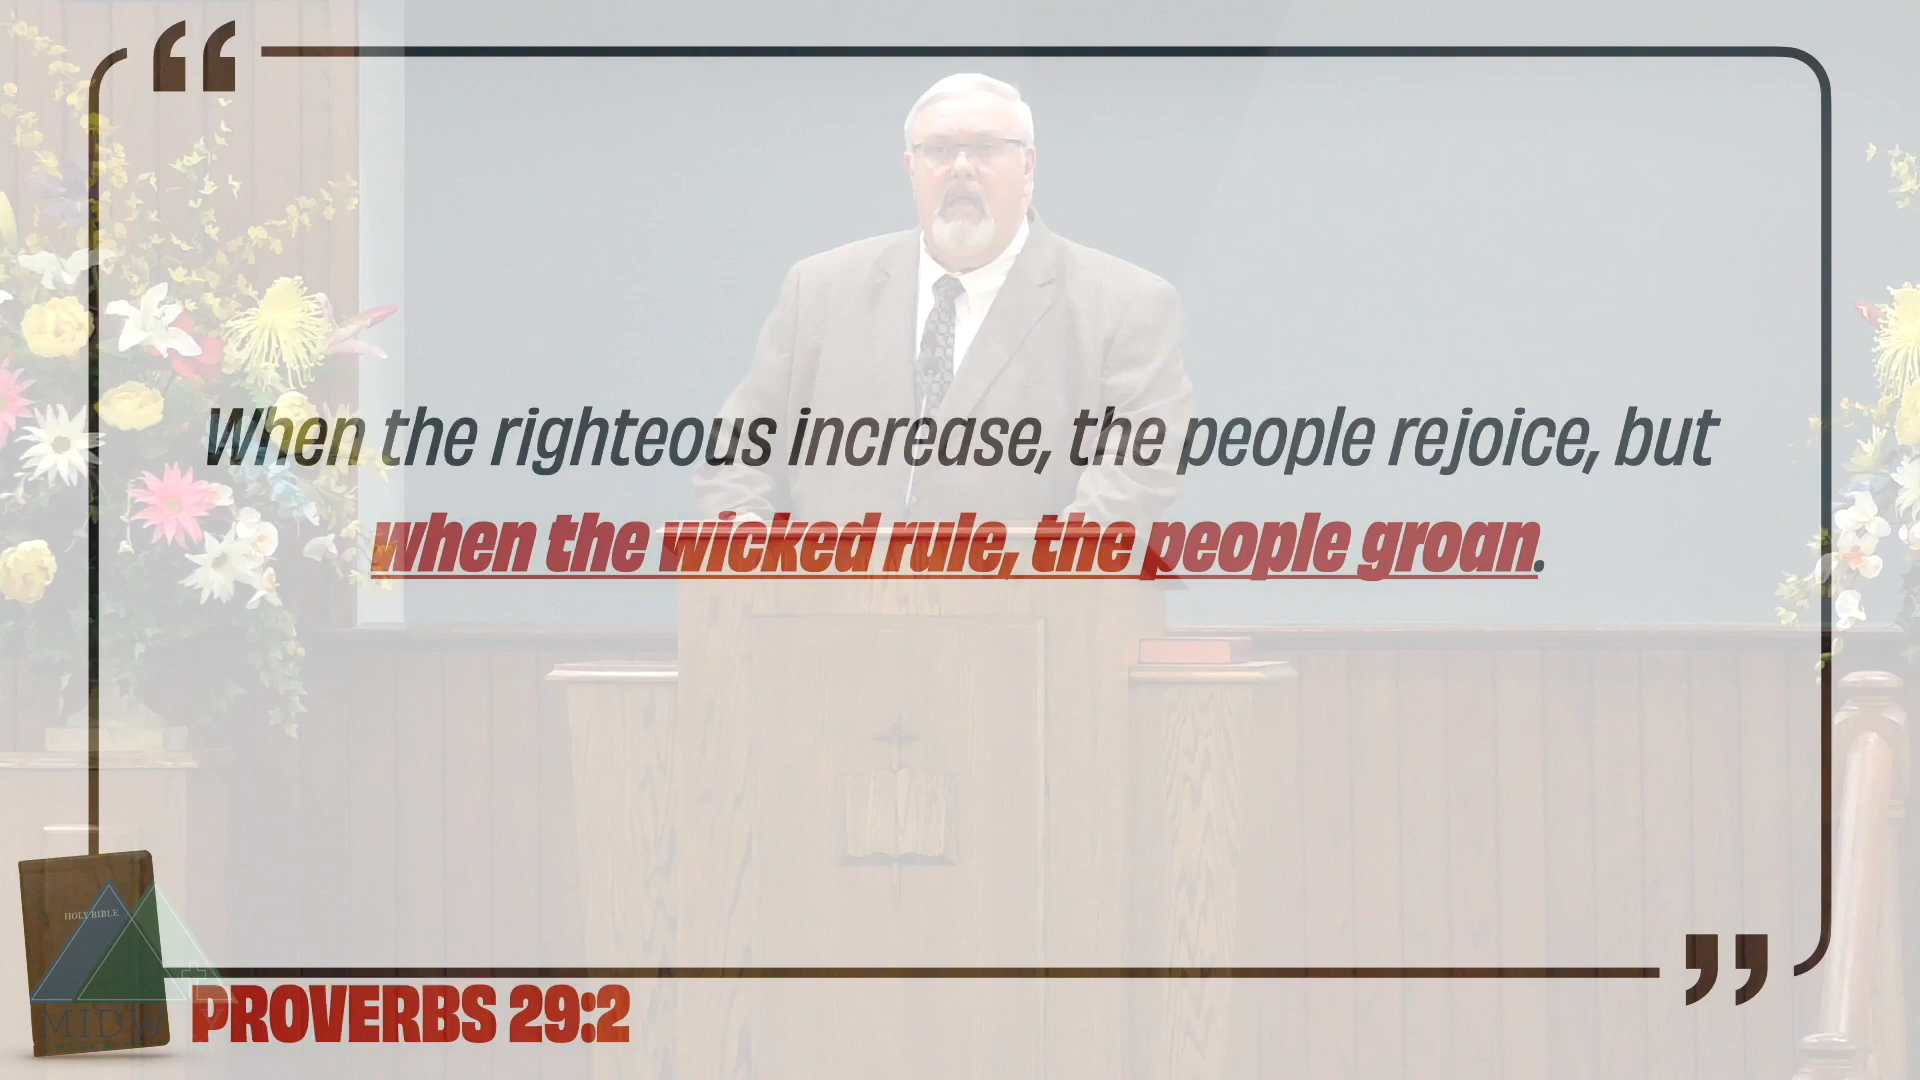 When the righteous increase, the people rejoice, but
when the wicked rule, the people groan.
HOLY BIBLE
MIDWAY
PROVERBS 29:2